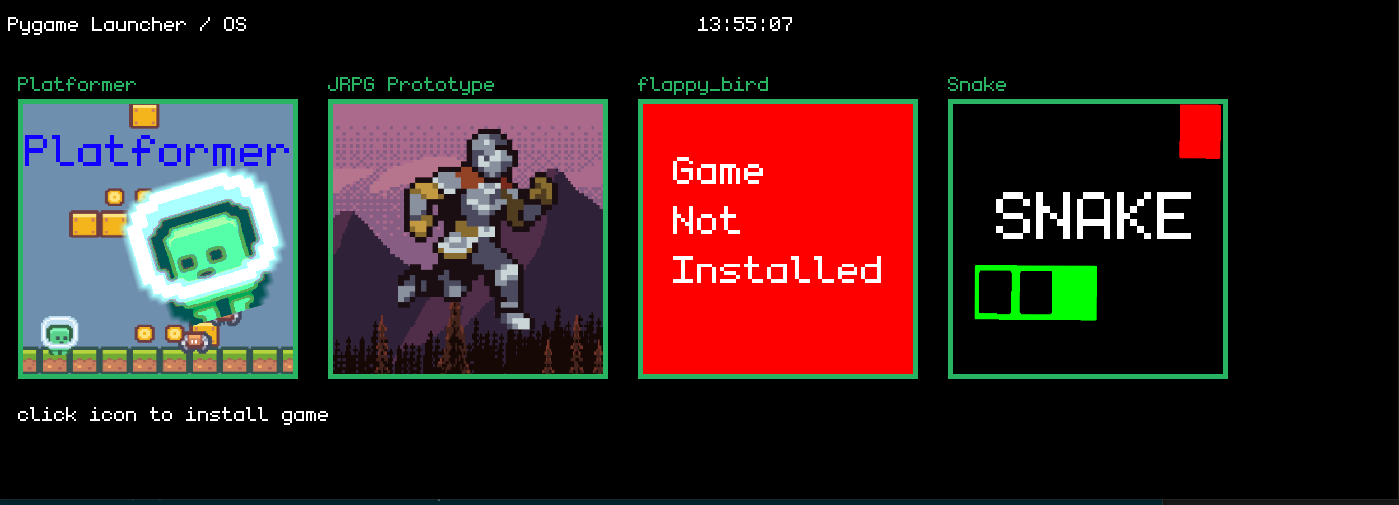 Pygame Launcher / OS
13:55:07
Platformer
JRPG Prototype
flappy_bird
Snake
Platformer
Game
Not
Installed
SNAKE
click icon to install game